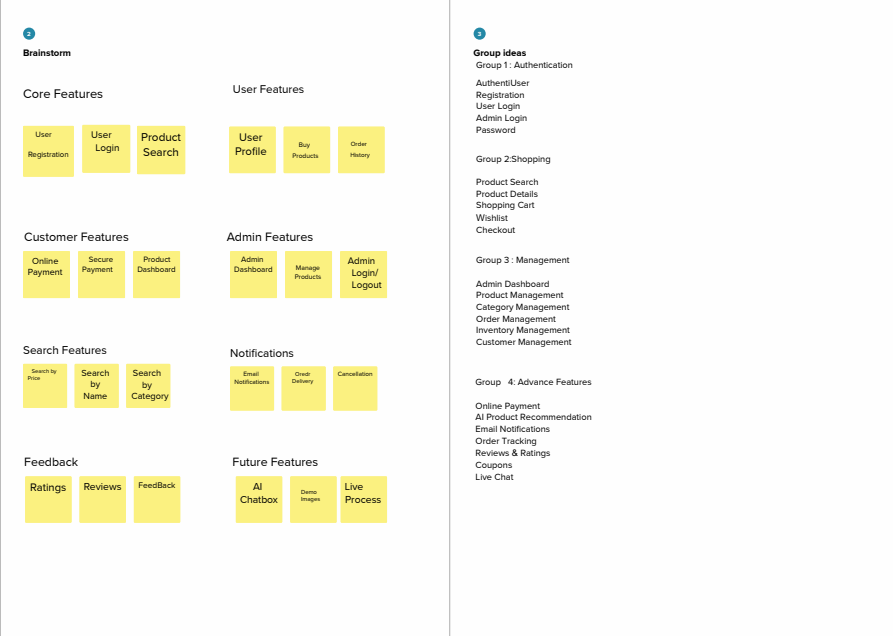 2
Brainstorm
Core Features
User
Registration
User
Login
Product
Search
User Features
User
Profile
Buy
Products
Order
History
Customer Features
Online
Payment
Secure
Payment
Product
Dashboard
Admin Features
Admin
Dashboard
Manage
Products
Admin
Login/
Logout
Search Features
Search by
Price
Search
by
Name
Search
by
Category
Notifications
Email
Notifications
Oredr
Delivery
Cancellation
Feedback
Ratings
Reviews
FeedBack
Future Features
AI
Chatbox
Demo
Images
Live
Process
3
Group ideas
Group 1 : Authentication
AuthentiUser
Registration
User Login
Admin Login
Password
Group 2:Shopping
Product Search
Product Details
Shopping Cart
Wishlist
Checkout
Group 3 : Management
Admin Dashboard
Product Management
Category Management
Order Management
Inventory Management
Customer Management
Group 4: Advance Features
Online Payment
AI Product Recommendation
Email Notifications
Order Tracking
Reviews & Ratings
Coupons
Live Chat